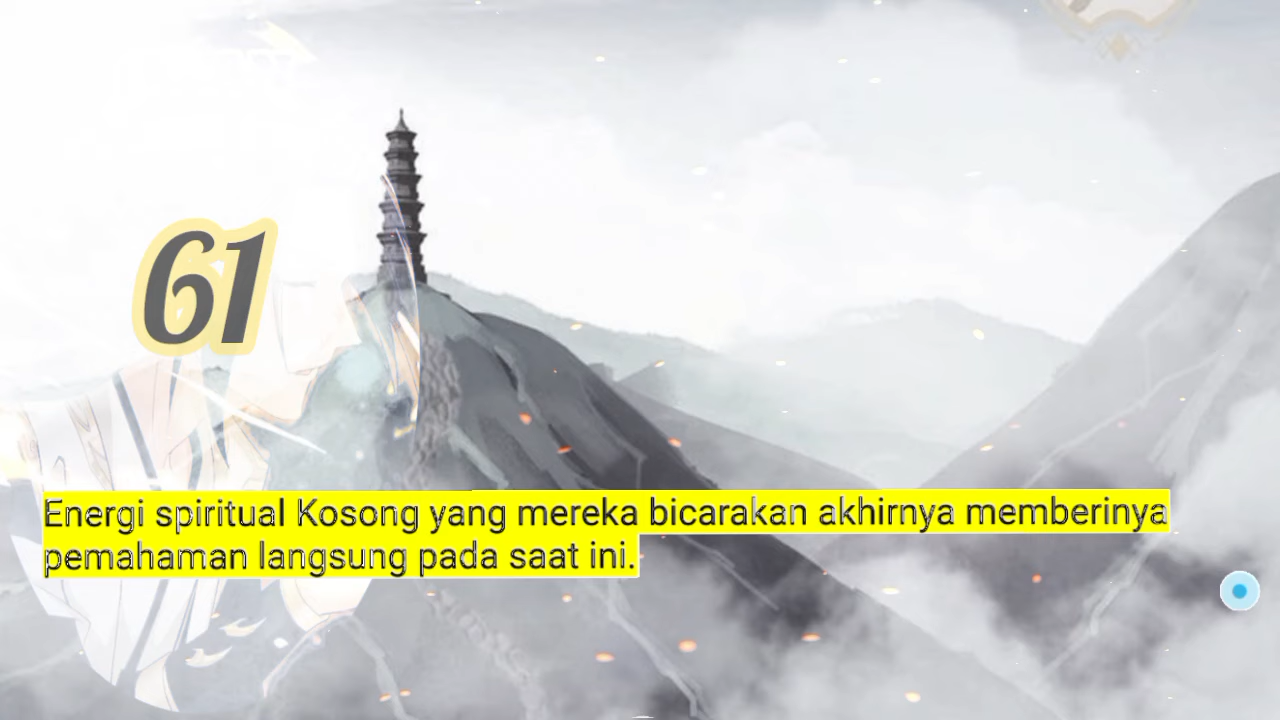 61
Energi spiritual Kosong yang mereka bicarakan akhirnya memberinya
pemahaman langsung pada saat ini.